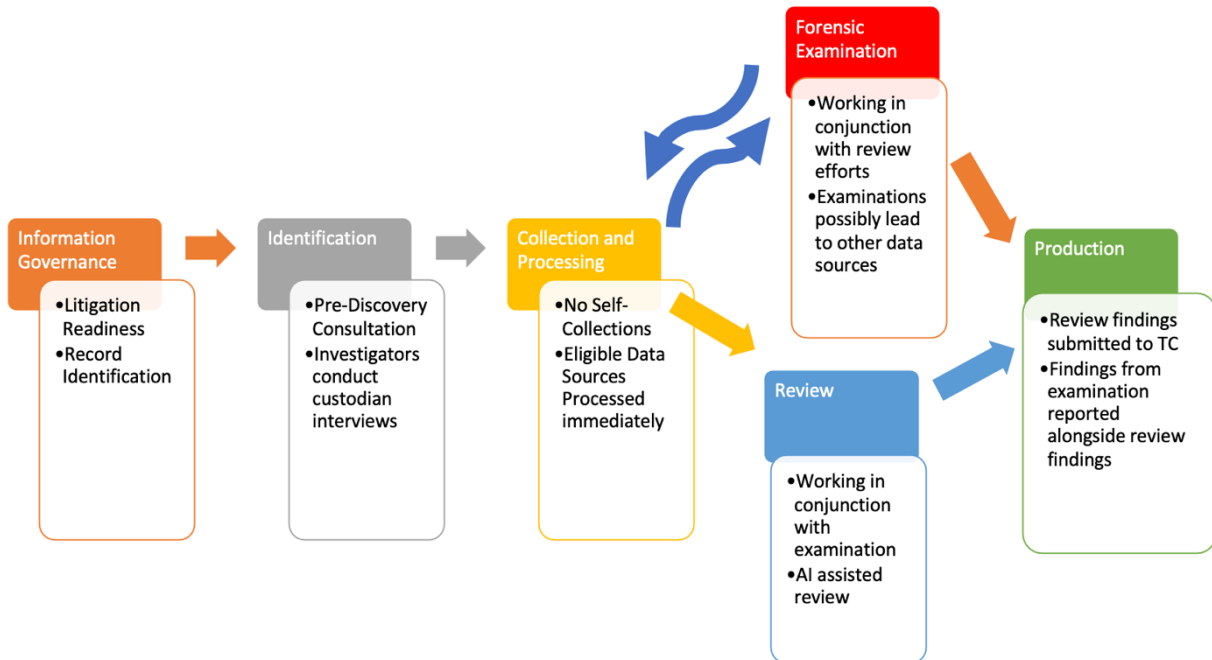 Information
Governance
•Litigation
Readiness
•Record
Identification
Identification
•Pre-Discovery
Consultation
•Investigators
conduct
custodian
interviews
Collection and
Processing
•No Self-
Collections
•Eligible Data
Sources
Processed
immediately
Forensic
Examination
•Working in
conjunction
with review
efforts
•Examinations
possibly lead
to other data
sources
Review
•Working in
conjunction
with
examination
•AI assisted
review
Production
•Review findings
submitted to TC
•Findings from
examination
reported
alongside review
findings